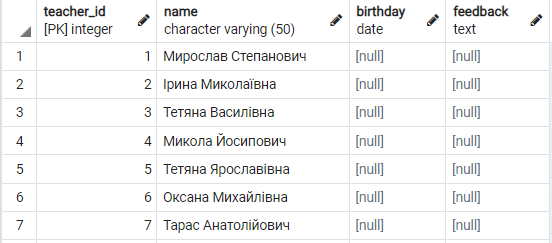 teacher_id name birthday feedback
[PK] integer character varying (50) date text
1 1 Мирослав Степанович [null] [null]
2 2 Ірина Миколаївна [null] [null]
3 3 Тетяна Василівна [null] [null]
4 4 Микола Йосипович [null] [null]
5 5 Тетяна Ярославівна [null] [null]
6 6 Оксана Михайлівна [null] [null]
7 7 Тарас Анатолійович [null] [null]